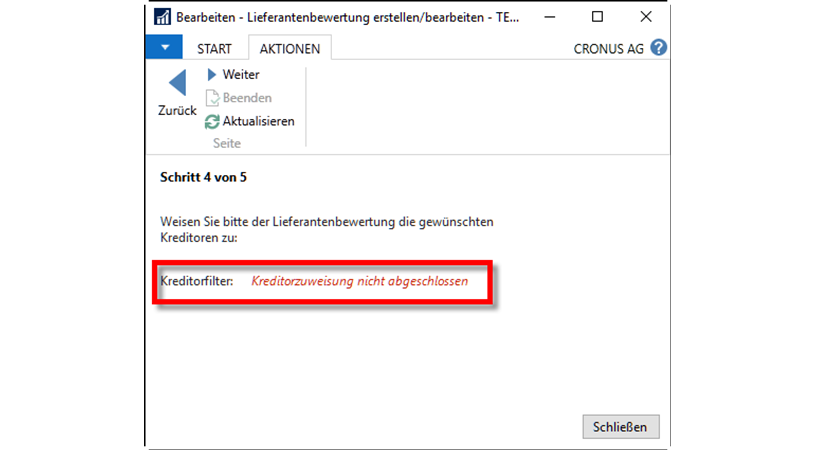 Bearbeiten - Lieferantenbewertung erstellen/bearbeiten - TE...
START AKTIONEN CRONUS AG ?
Zurück
Weiter
Beenden
Aktualisieren
Seite
Schritt 4 von 5
Weisen Sie bitte der Lieferantenbewertung die gewünschten
Kreditoren zu:
Kreditorfilter: Kreditorzuweisung nicht abgeschlossen
Schließen